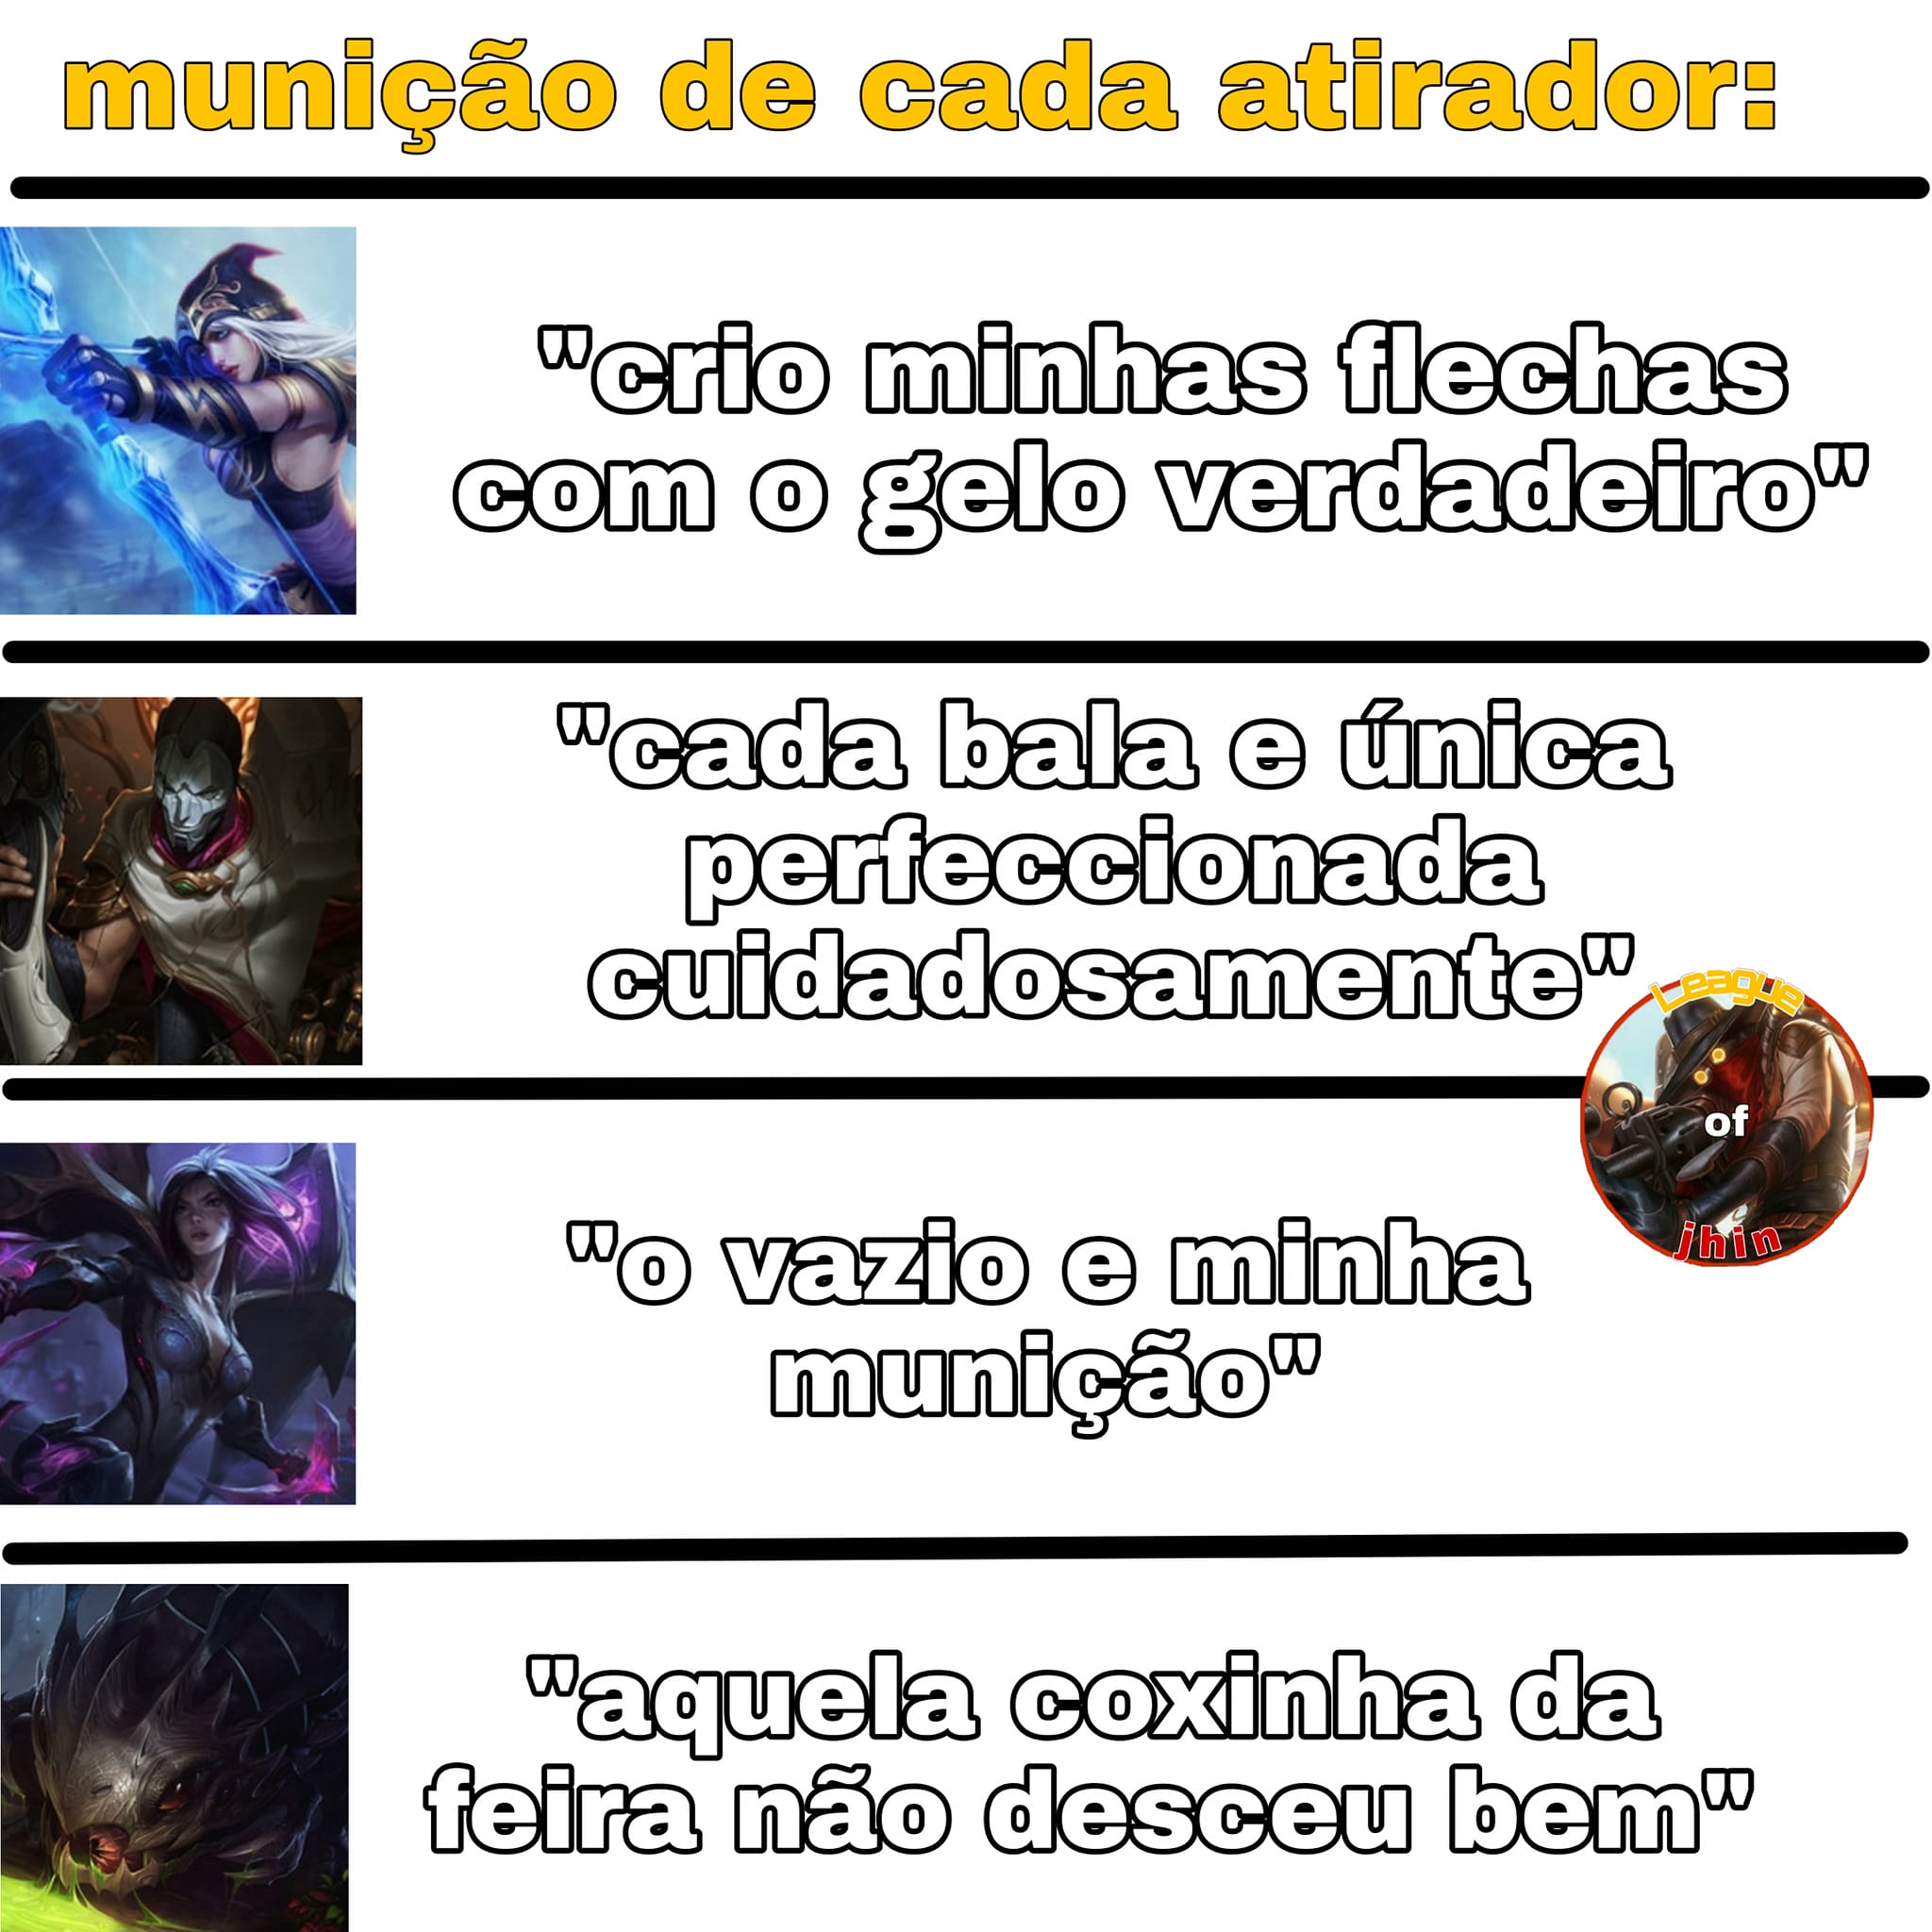 munição de cada atirador:
"crio minhas flechas
com o gelo verdadeiro"
"cada bala e única
perfeccionada
cuidadosamente"
League
of
jhin
"o vazio e minha
munição"
"aquela coxinha da
feira não desceu bem"